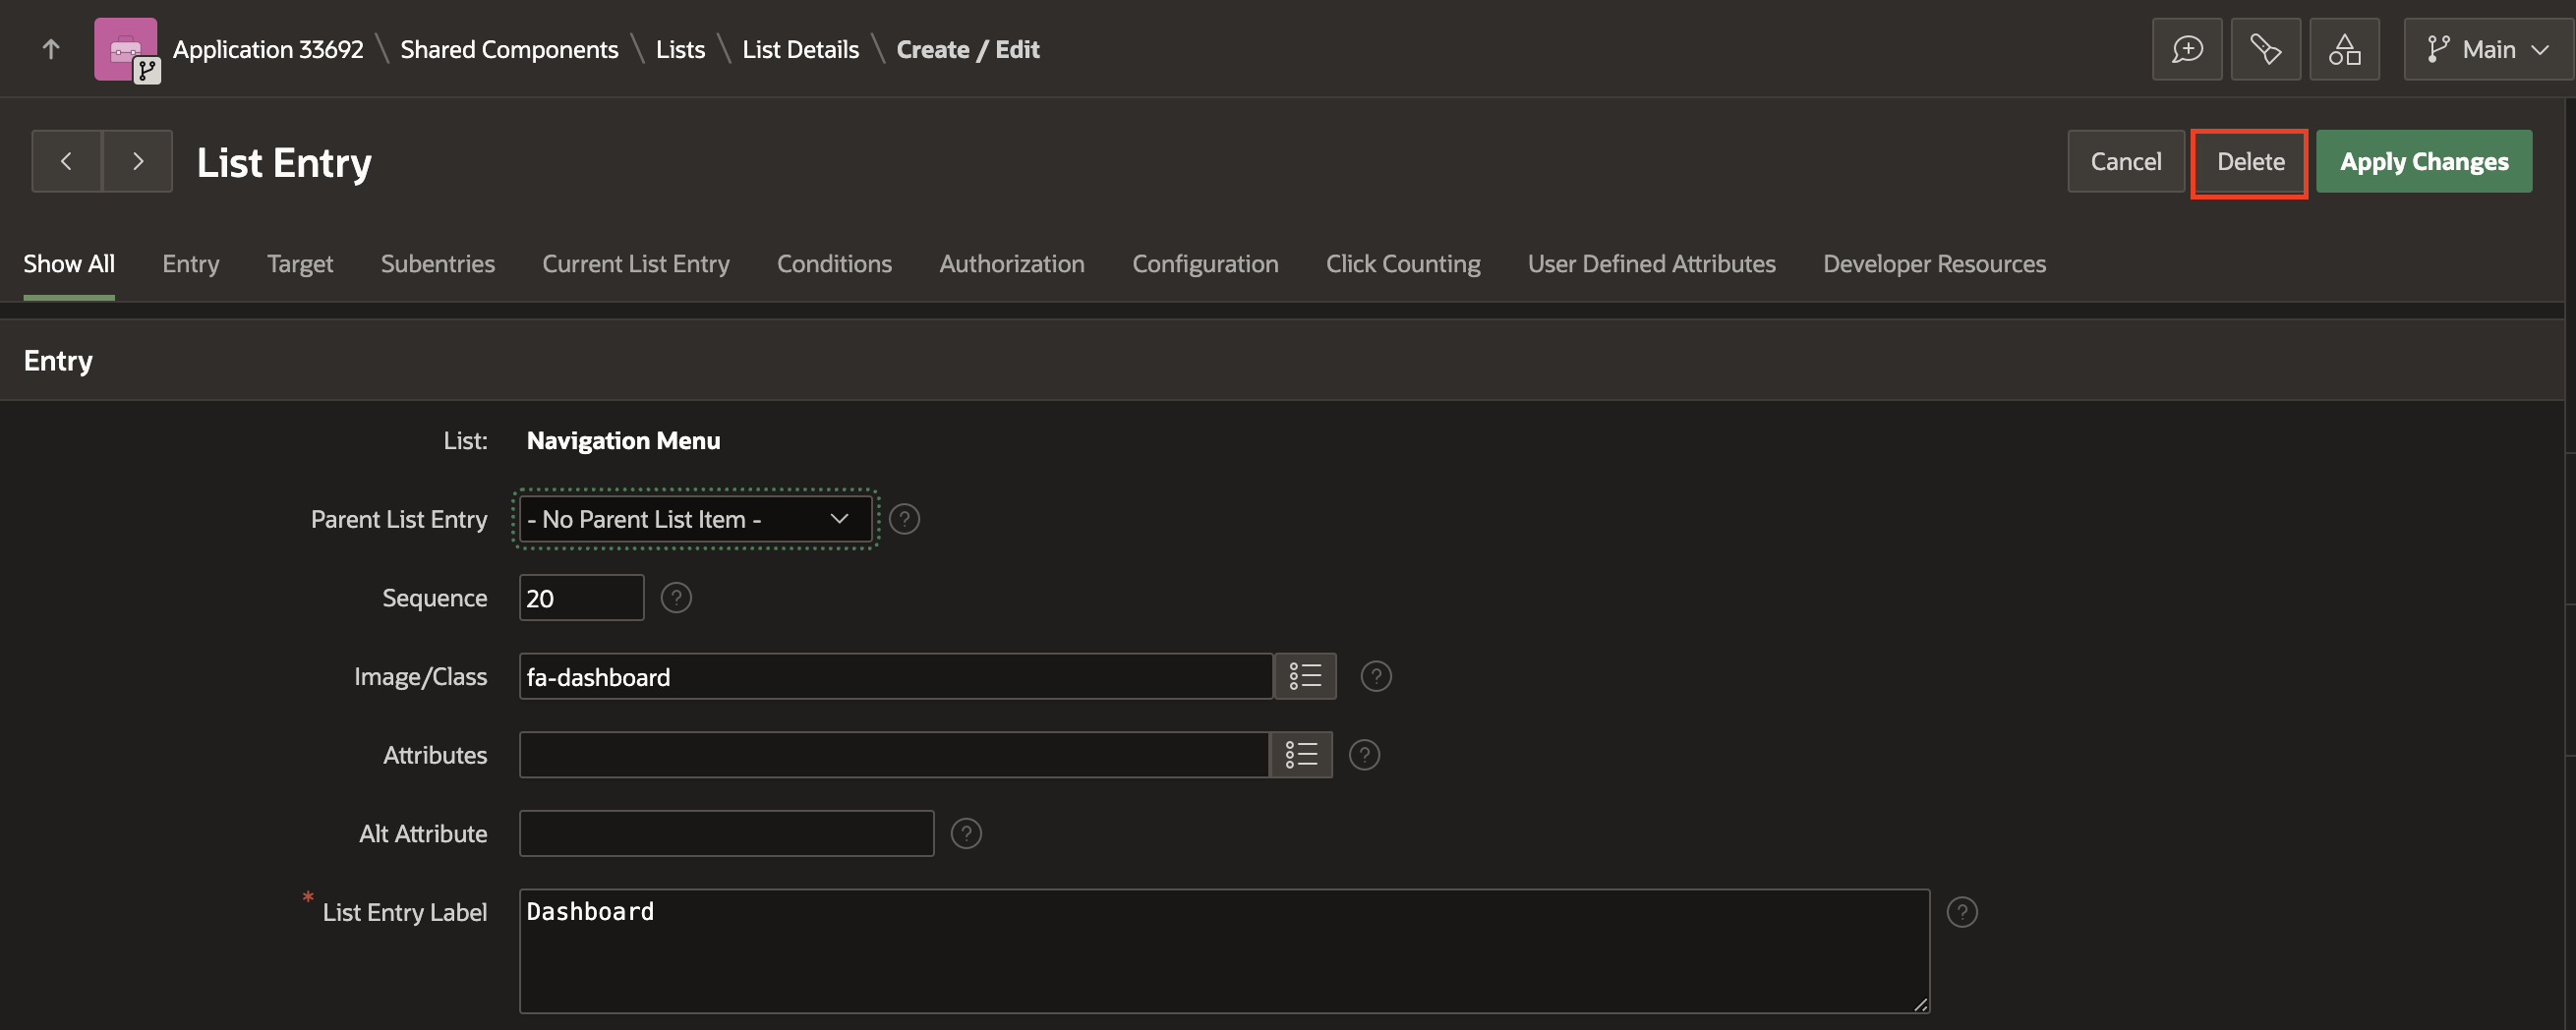 Application 33692 \ Shared Components \ Lists \ List Details \ Create / Edit
Main
List Entry
Cancel
Delete
Apply Changes
Show All
Entry
Target
Subentries
Current List Entry
Conditions
Authorization
Configuration
Click Counting
User Defined Attributes
Developer Resources
Entry
List:
Navigation Menu
Parent List Entry
- No Parent List Item -
?
Sequence
20
?
Image/Class
fa-dashboard
?
Attributes
?
Alt Attribute
?
* List Entry Label
Dashboard
?